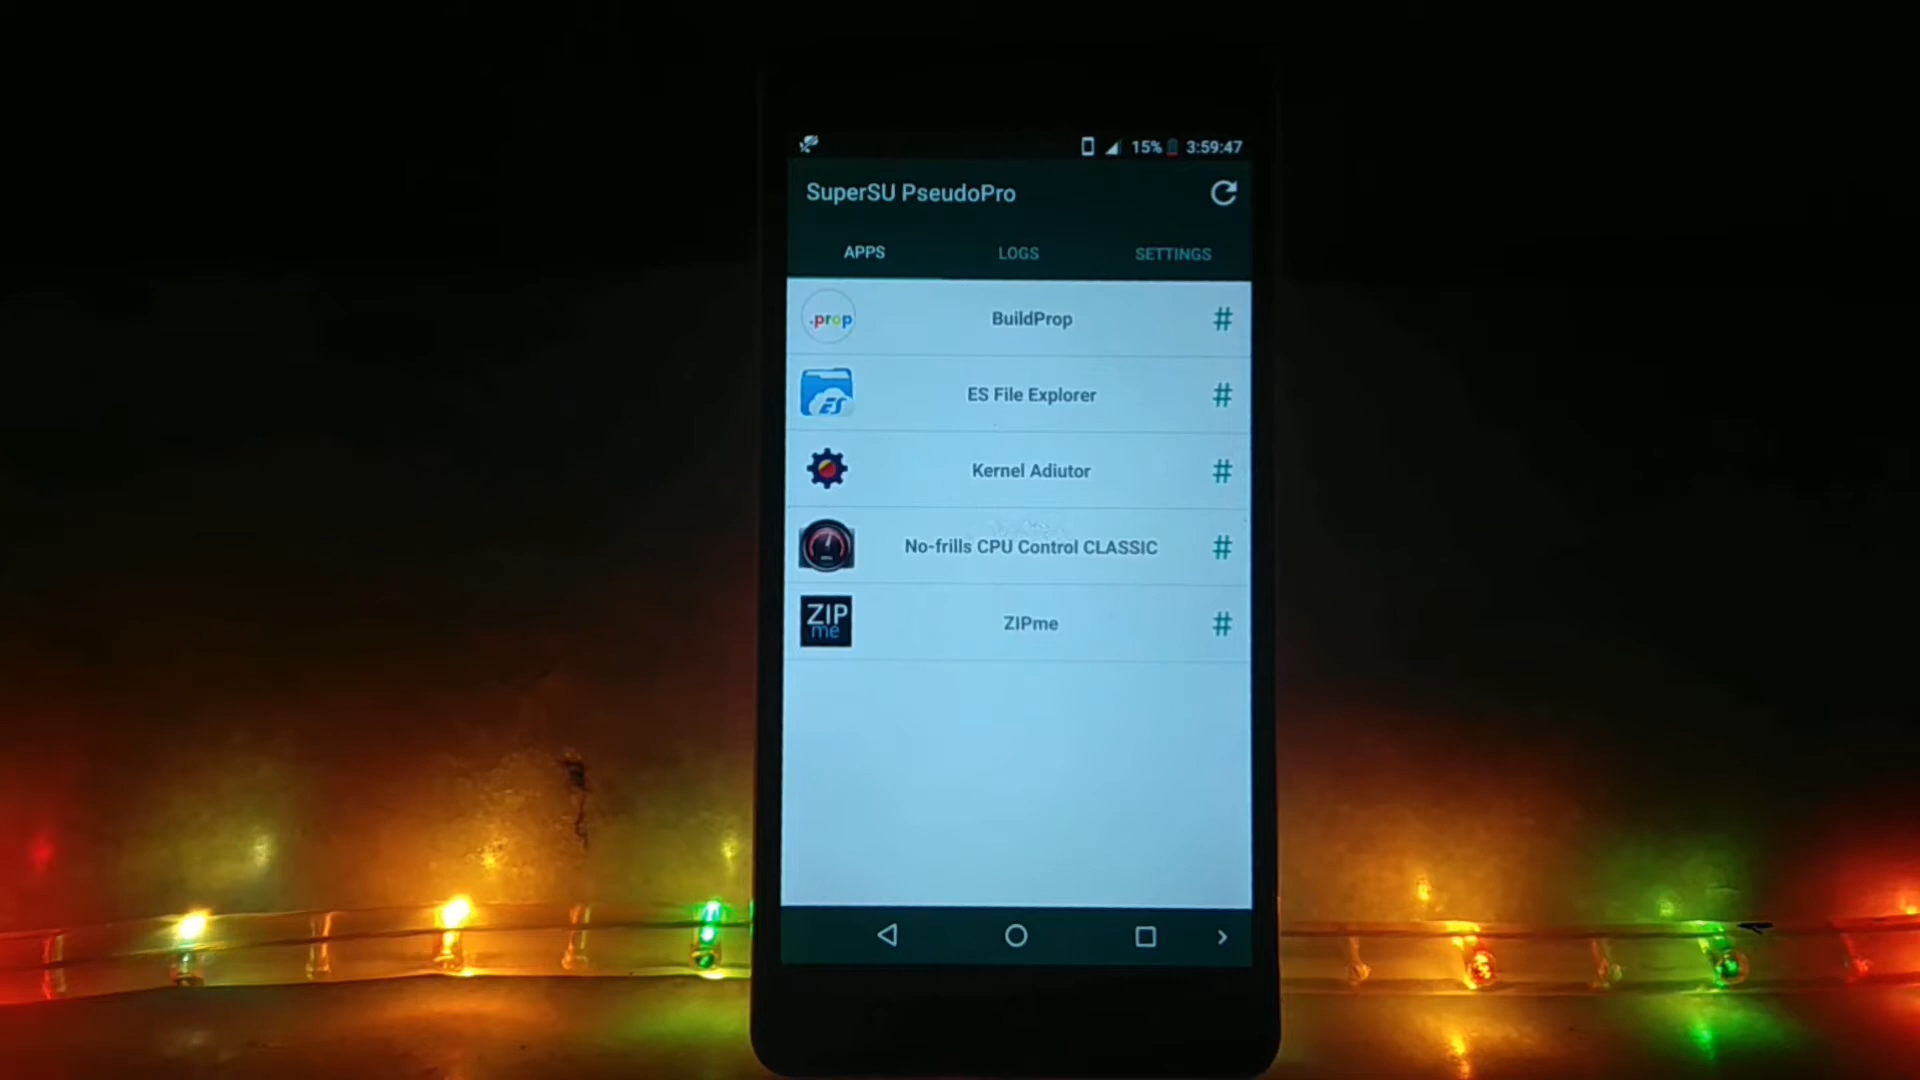 15% 3:59:47
SuperSU PseudoPro
APPS LOGS SETTINGS
.prop BuildProp #
ES ES File Explorer #
Kernel Adiutor #
No-frills CPU Control CLASSIC #
ZIP
me
ZIPme #